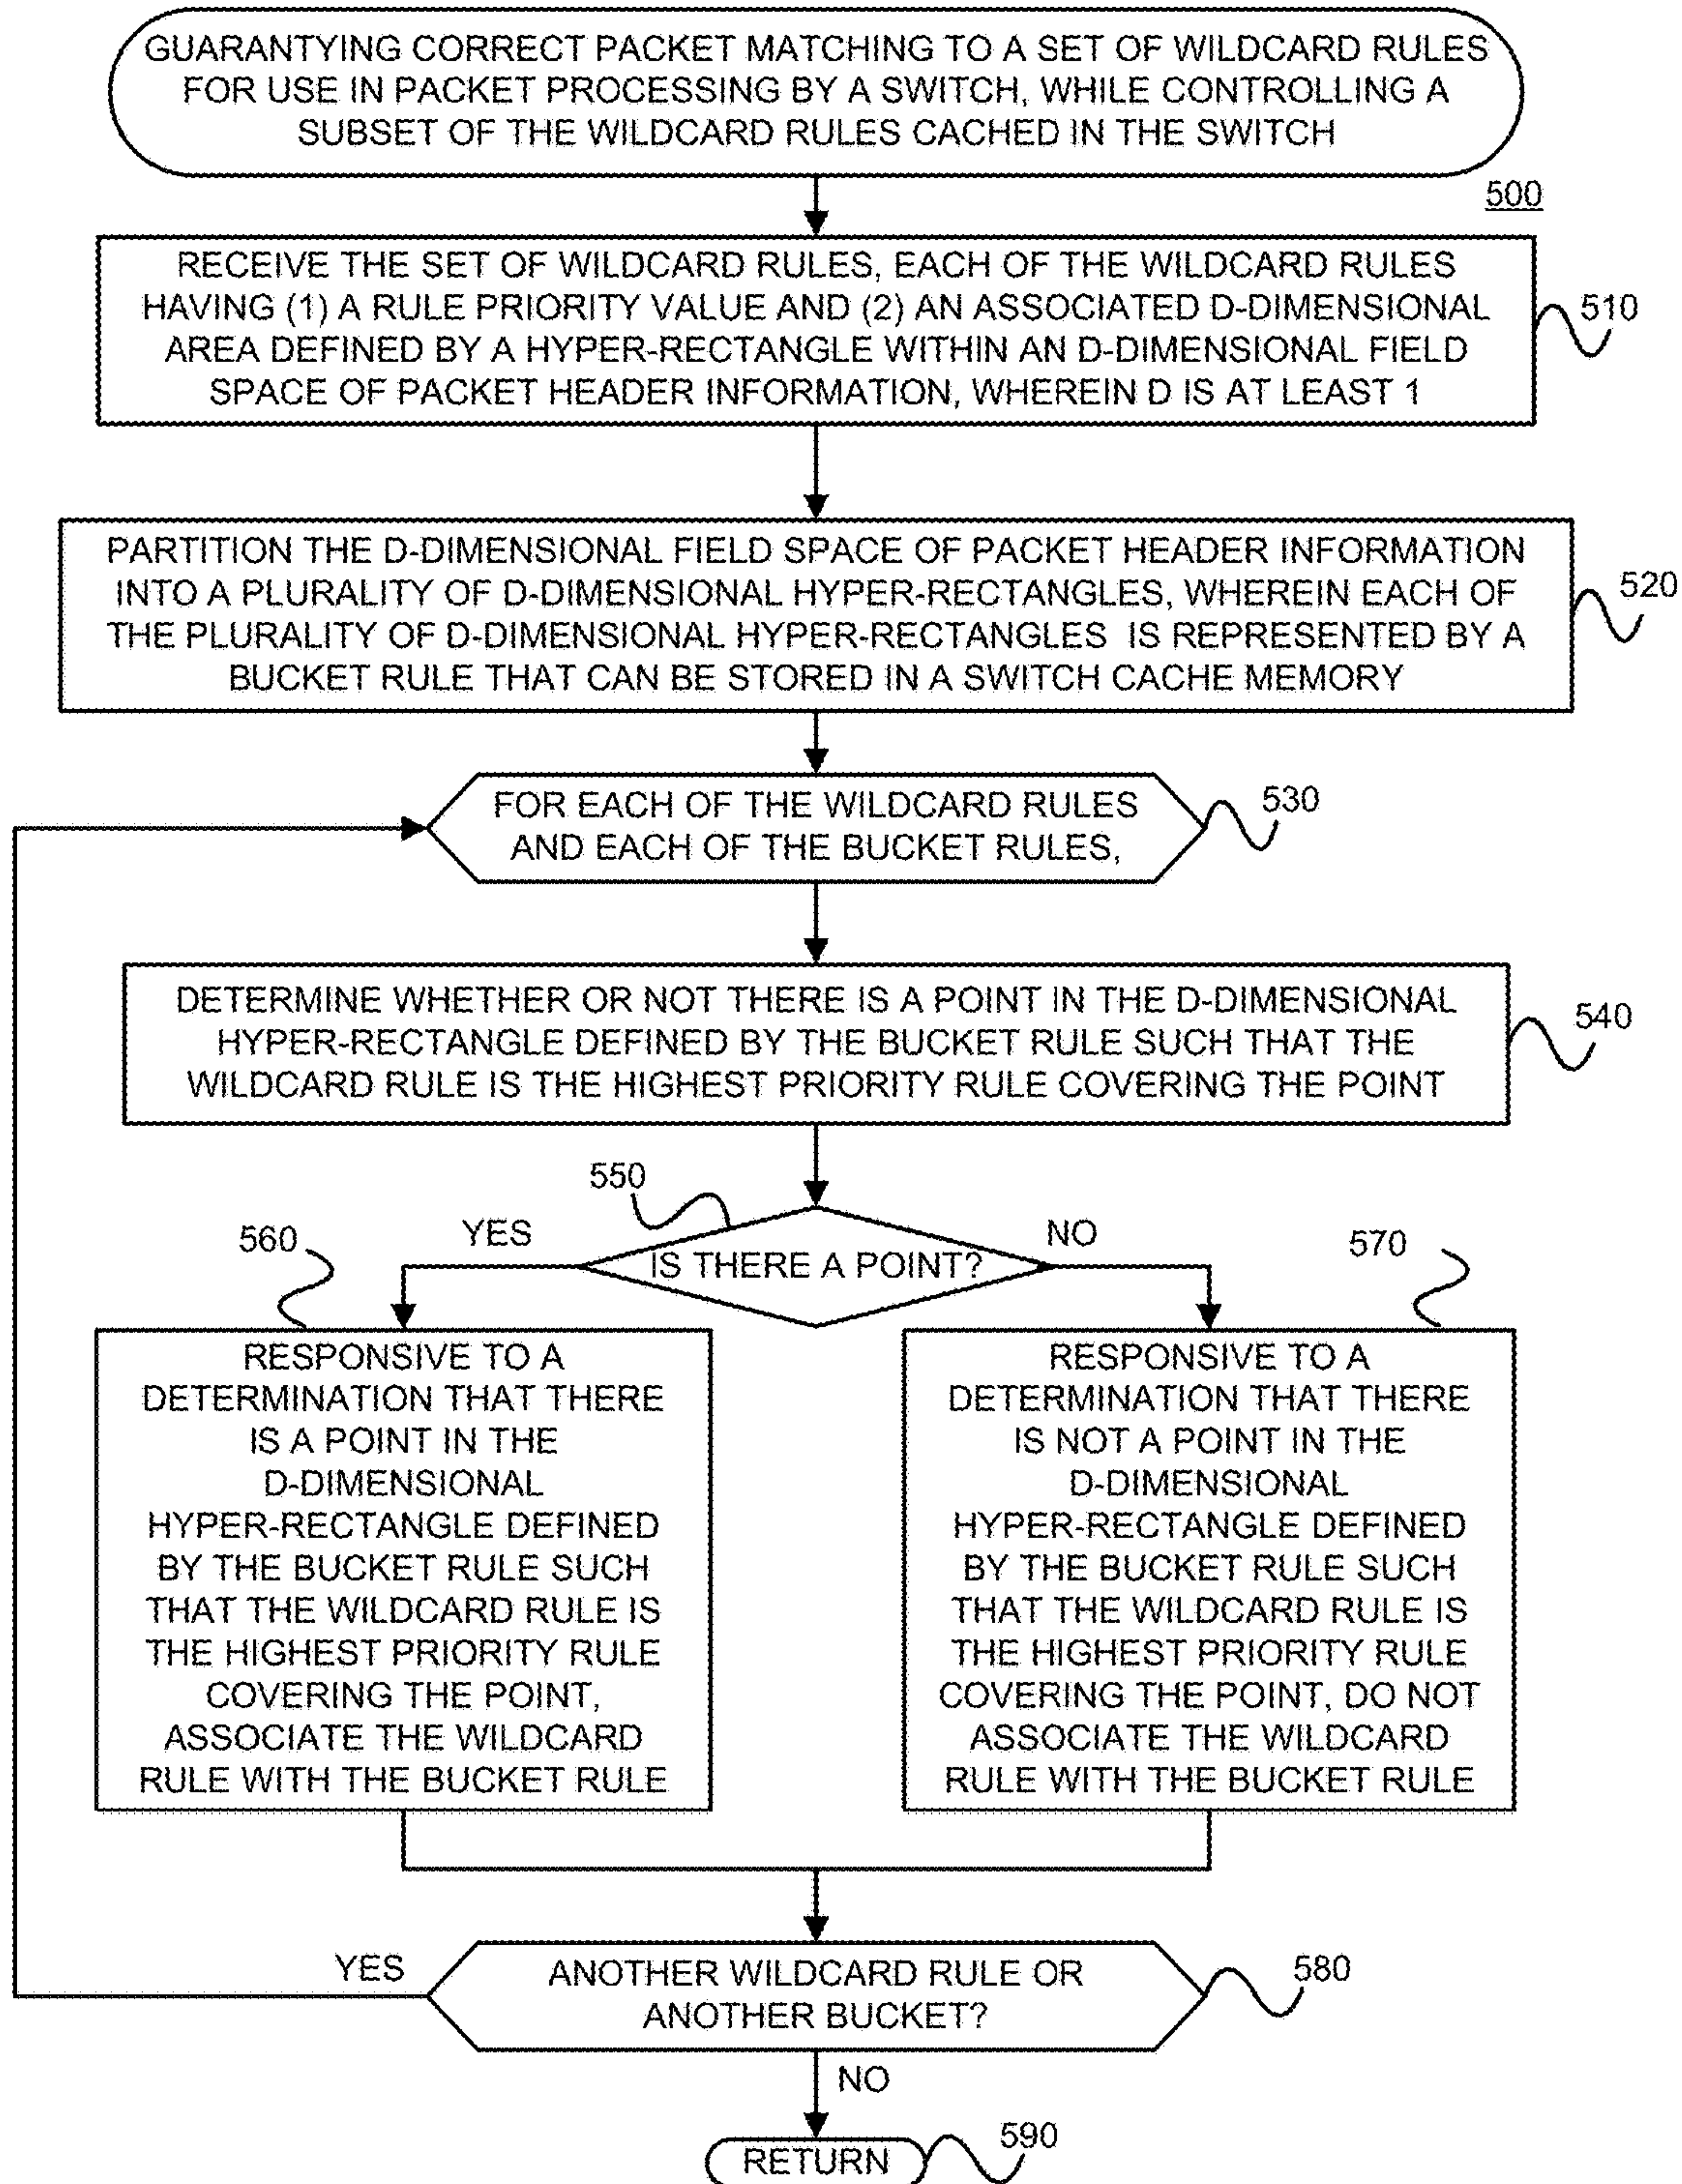 GUARANTYING CORRECT PACKET MATCHING TO A SET OF WILDCARD RULES
FOR USE IN PACKET PROCESSING BY A SWITCH, WHILE CONTROLLING A
SUBSET OF THE WILDCARD RULES CACHED IN THE SWITCH
500
RECEIVE THE SET OF WILDCARD RULES, EACH OF THE WILDCARD RULES
HAVING (1) A RULE PRIORITY VALUE AND (2) AN ASSOCIATED D-DIMENSIONAL
AREA DEFINED BY A HYPER-RECTANGLE WITHIN AN D-DIMENSIONAL FIELD
SPACE OF PACKET HEADER INFORMATION, WHEREIN D IS AT LEAST 1
510
PARTITION THE D-DIMENSIONAL FIELD SPACE OF PACKET HEADER INFORMATION
INTO A PLURALITY OF D-DIMENSIONAL HYPER-RECTANGLES, WHEREIN EACH OF
THE PLURALITY OF D-DIMENSIONAL HYPER-RECTANGLES IS REPRESENTED BY A
BUCKET RULE THAT CAN BE STORED IN A SWITCH CACHE MEMORY
520
FOR EACH OF THE WILDCARD RULES
AND EACH OF THE BUCKET RULES,
530
DETERMINE WHETHER OR NOT THERE IS A POINT IN THE D-DIMENSIONAL
HYPER-RECTANGLE DEFINED BY THE BUCKET RULE SUCH THAT THE
WILDCARD RULE IS THE HIGHEST PRIORITY RULE COVERING THE POINT
540
550
IS THERE A POINT?
YES
NO
560
RESPONSIVE TO A
DETERMINATION THAT THERE
IS A POINT IN THE
D-DIMENSIONAL
HYPER-RECTANGLE DEFINED
BY THE BUCKET RULE SUCH
THAT THE WILDCARD RULE IS
THE HIGHEST PRIORITY RULE
COVERING THE POINT,
ASSOCIATE THE WILDCARD
RULE WITH THE BUCKET RULE
570
RESPONSIVE TO A
DETERMINATION THAT THERE
IS NOT A POINT IN THE
D-DIMENSIONAL
HYPER-RECTANGLE DEFINED
BY THE BUCKET RULE SUCH
THAT THE WILDCARD RULE IS
THE HIGHEST PRIORITY RULE
COVERING THE POINT, DO NOT
ASSOCIATE THE WILDCARD
RULE WITH THE BUCKET RULE
YES
ANOTHER WILDCARD RULE OR
ANOTHER BUCKET?
580
NO
RETURN
590